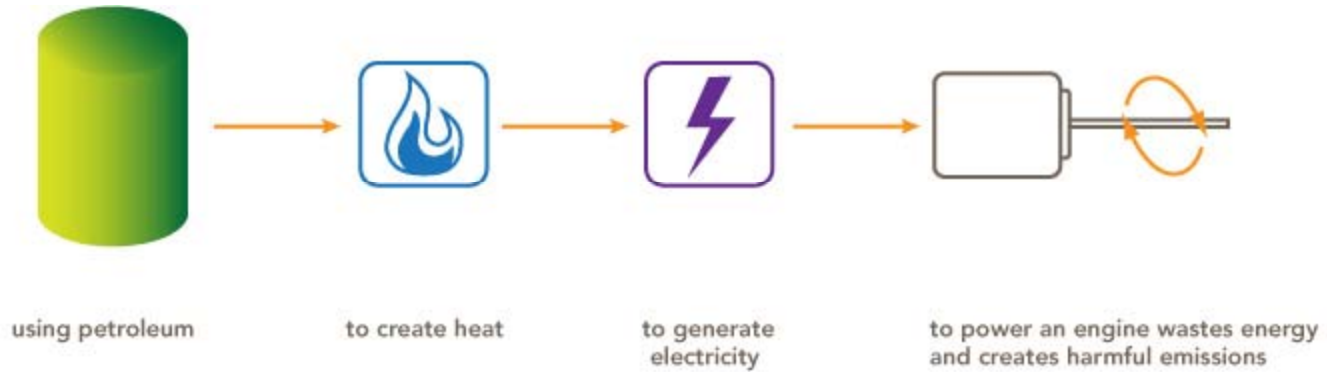 using petroleum
to create heat
to generate
electricity
to power an engine wastes energy
and creates harmful emissions